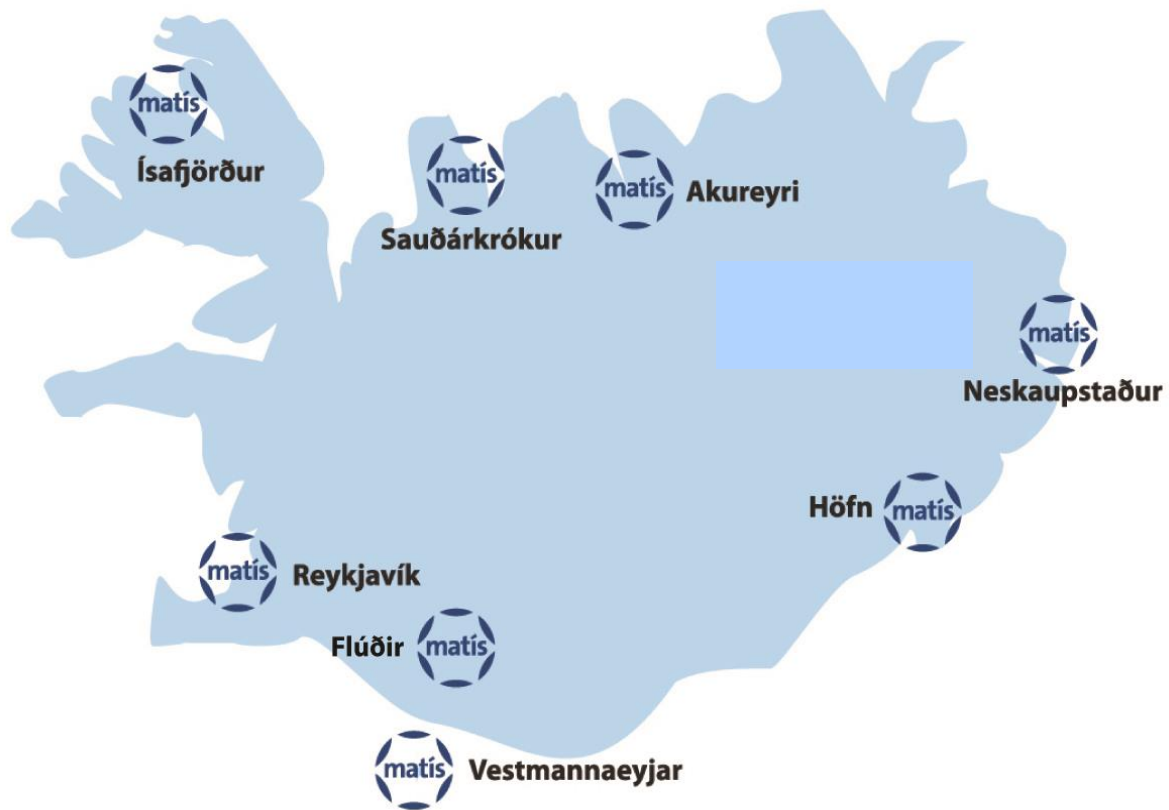 matís
Ísafjörður
matís
Sauðárkrókur
matís
Akureyri
matís
Neskaupstaður
Höfn
matís
matís
Reykjavík
Flúðir
matís
matís
Vestmannaeyjar